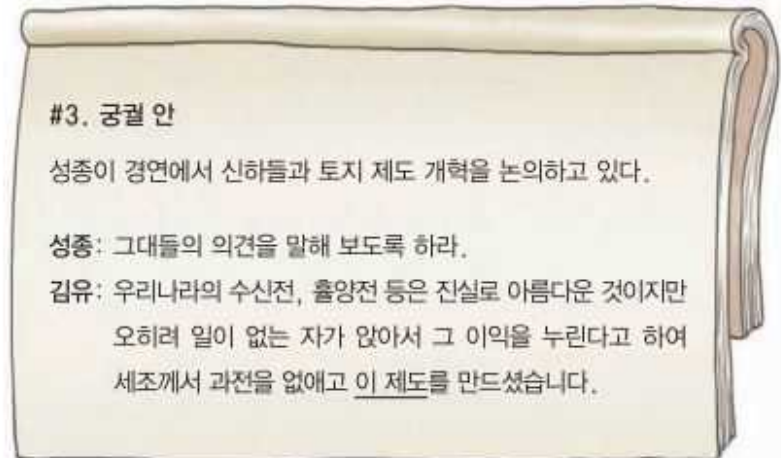 #3. 궁궐 안
성종이 경연에서 신하들과 토지 제도 개혁을 논의하고 있다.
성종: 그대들의 의견을 말해 보도록 하라.
김유: 우리나라의 수신전, 휼양전 등은 진실로 아름다운 것이지만
오히려 일이 없는 자가 앉아서 그 이익을 누린다고 하여
세조께서 과전을 없애고 이 제도를 만드셨습니다.